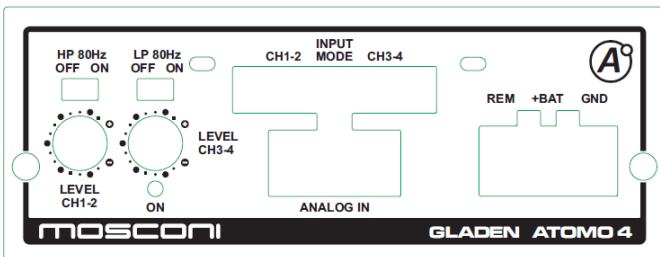 HP 80Hz
OFF ON
LP 80Hz
OFF ON
INPUT
CH1-2 MODE CH3-4
A
REM +BAT GND
LEVEL
CH3-4
LEVEL
CH1-2
ON
ANALOG IN
mosconi
GLADEN ATOMO 4